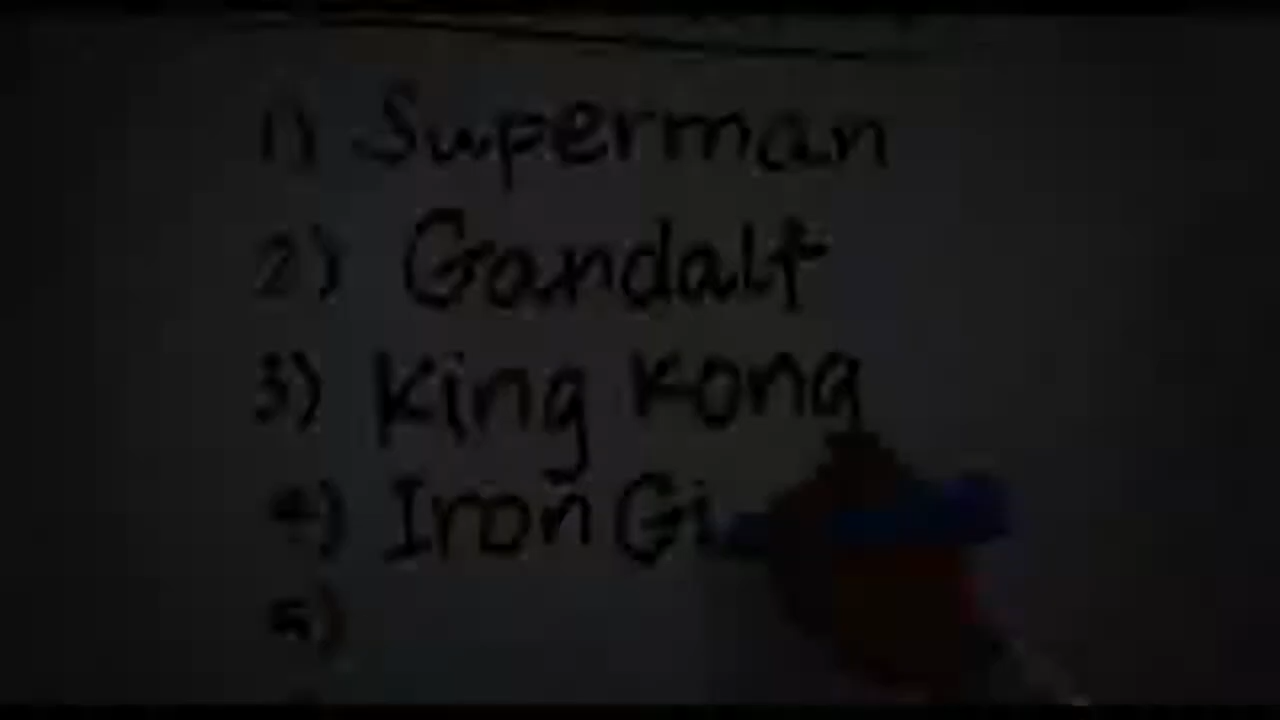 1) Superman
2) Gandalf
3) King Kong
4) Iron Gi
5)